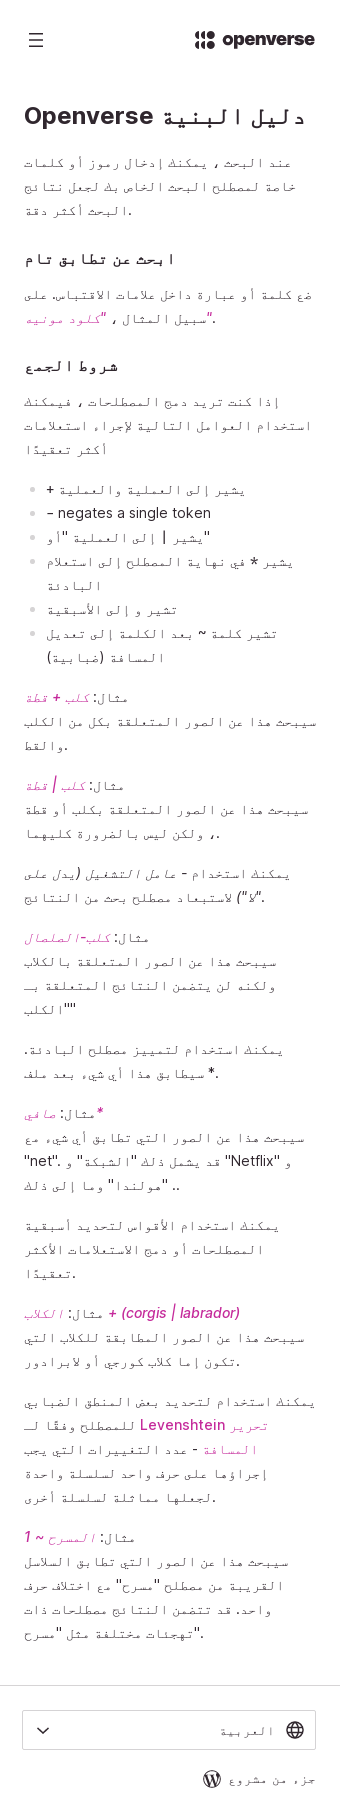 openverse
دليل البنية Openverse
عند البحث ، يمكنك إدخال رموز أو كلمات
خاصة لمصطلح البحث الخاص بك لجعل نتائج
البحث أكثر دقة.
ابحث عن تطابق تام
ضع كلمة أو عبارة داخل علامات الاقتباس. على
سبيل المثال ، "كلود مونيه".
شروط الجمع
إذا كنت تريد دمج المصطلحات ، فيمكنك
استخدام العوامل التالية لإجراء استعلامات
أكثر تعقيدًا
+ يشير إلى العملية والعملية
- negates a single token
يشير | إلى العملية "أو"
يشير * في نهاية المصطلح إلى استعلام
البادئة
تشير و إلى الأسبقية
تشير كلمة ~ بعد الكلمة إلى تعديل
المسافة (ضبابية)
مثال: كلب + قطة
سيبحث هذا عن الصور المتعلقة بكل من الكلب
والقط.
مثال: كلب | قطة
سيبحث هذا عن الصور المتعلقة بكلب أو قطة
، ولكن ليس بالضرورة كليهما.
يمكنك استخدام - عامل التشغيل (يدل على
"لا") لاستبعاد مصطلح بحث من النتائج.
مثال: كلب-الصلصال
سيبحث هذا عن الصور المتعلقة بالكلاب
ولكنه لن يتضمن النتائج المتعلقة بـ
"الكلب"
يمكنك استخدام لتمييز مصطلح البادئة.
سيطابق هذا أي شيء بعد ملف *.
مثال: صافي*
سيبحث هذا عن الصور التي تطابق أي شيء مع
"net". قد يشمل ذلك "الشبكة" و "Netflix" و
"هولندا" وما إلى ذلك ..
يمكنك استخدام الأقواس لتحديد أسبقية
المصطلحات أو دمج الاستعلامات الأكثر
تعقيدًا.
مثال: الكلاب + (corgis | labrador)
سيبحث هذا عن الصور المطابقة للكلاب التي
تكون إما كلاب كورجي أو لابرادور.
يمكنك استخدام لتحديد بعض المنطق الضبابي
للمصطلح وفقًا لـ Levenshtein تحرير
المسافة - عدد التغييرات التي يجب
إجراؤها على حرف واحد لسلسلة واحدة
لجعلها مماثلة لسلسلة أخرى.
مثال: المسرح ~ 1
سيبحث هذا عن الصور التي تطابق السلاسل
القريبة من مصطلح "مسرح" مع اختلاف حرف
واحد. قد تتضمن النتائج مصطلحات ذات
تهجئات مختلفة مثل "مسرح".
العربية
جزء من مشروع